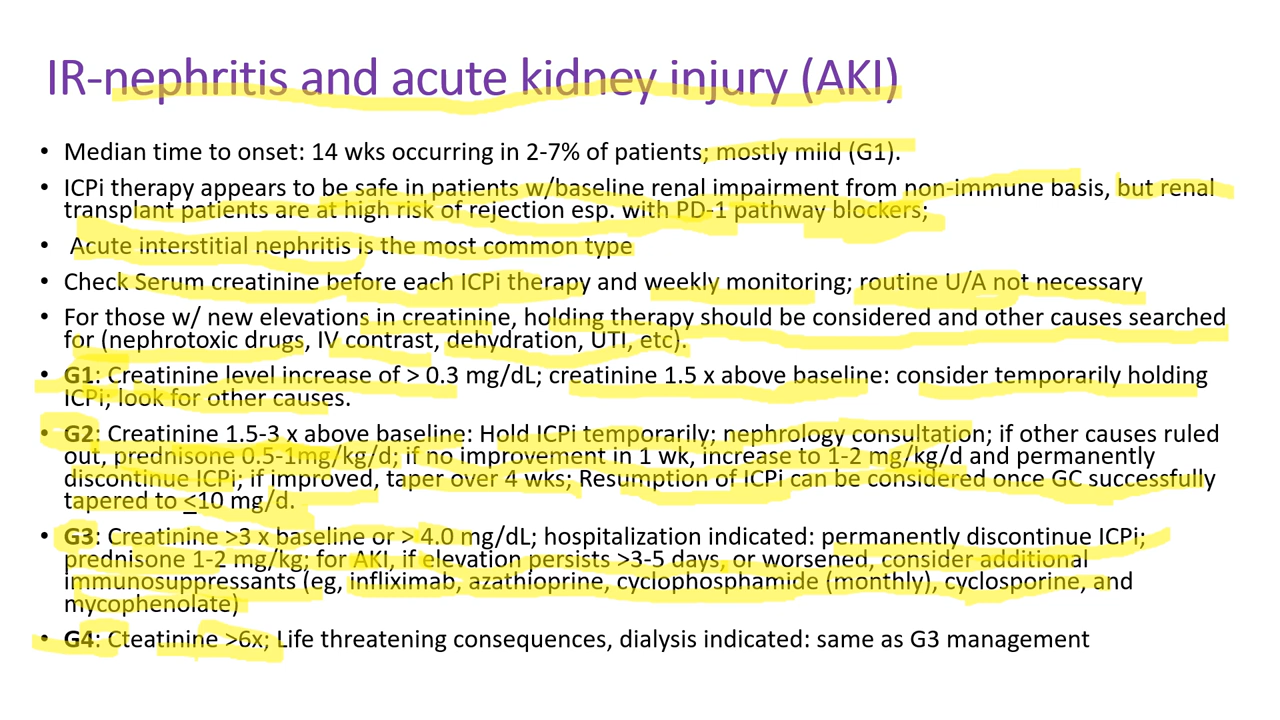 IR-nephritis and acute kidney injury (AKI)
• Median time to onset: 14 wks occurring in 2-7% of patients; mostly mild (G1).
• ICPi therapy appears to be safe in patients w/baseline renal impairment from non-immune basis, but renal
transplant patients are at high risk of rejection esp. with PD-1 pathway blockers;
• Acute interstitial nephritis is the most common type
• Check Serum creatinine before each ICPi therapy and weekly monitoring; routine U/A not necessary
• For those w/ new elevations in creatinine, holding therapy should be considered and other causes searched
for (nephrotoxic drugs, IV contrast, dehydration, UTI, etc).
• G1: Creatinine level increase of > 0.3 mg/dL; creatinine 1.5 x above baseline: consider temporarily holding
ICPi; look for other causes.
• G2: Creatinine 1.5-3 x above baseline: Hold ICPi temporarily; nephrology consultation; if other causes ruled
out, prednisone 0.5-1mg/kg/d; if no improvement in 1 wk, increase to 1-2 mg/kg/d and permanently
discontinue ICPi; if improved, taper over 4 wks; Resumption of ICPi can be considered once GC successfully
tapered to <10 mg/d.
• G3: Creatinine >3 x baseline or > 4.0 mg/dL; hospitalization indicated: permanently discontinue ICPi;
prednisone 1-2 mg/kg; for AKI, if elevation persists >3-5 days, or worsened, consider additional
immunosuppressants (eg, infliximab, azathioprine, cyclophosphamide (monthly), cyclosporine, and
mycophenolate)
• G4: Cteatinine >6x; Life threatening consequences, dialysis indicated: same as G3 management